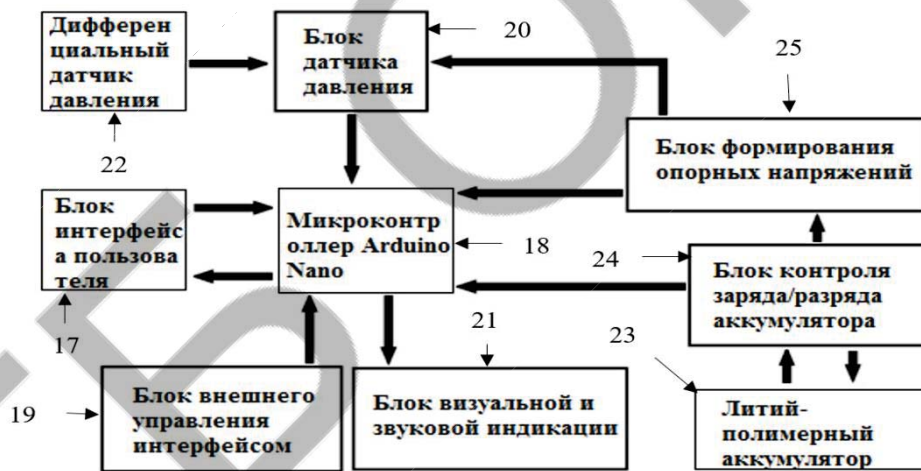 Дифферен
циальный
датчик
давления
22
Блок
датчика
давления
20
25
Блок формирования
опорных напряжений
Блок
интерфейс
а пользова
теля
17
Микроконтр
оллер Arduino
Nano
18
24
Блок контроля
заряда/разряда
аккумулятора
19
Блок внешнего
управления
интерфейсом
21
Блок визуальной и
звуковой индикации
23
Литий-
полимерный
аккумулятор